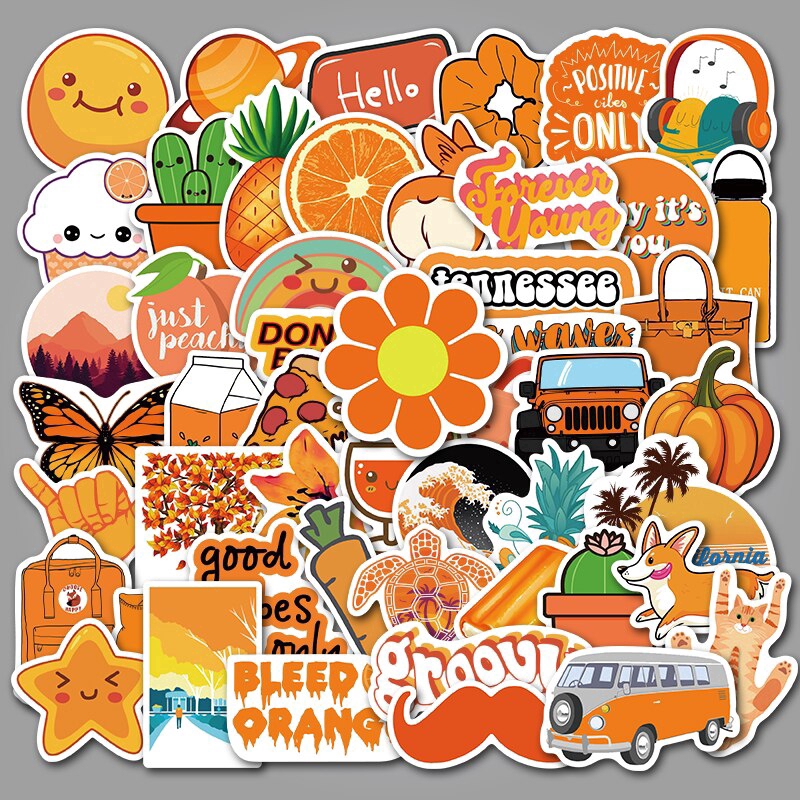 Hello
POSITIVE
vibes
ONLY
Forever
Young
y it's
you
T CAN
tennessee
waves
just
peach
DON
good
bes
only
lornia
BLEED
ORANG
groov